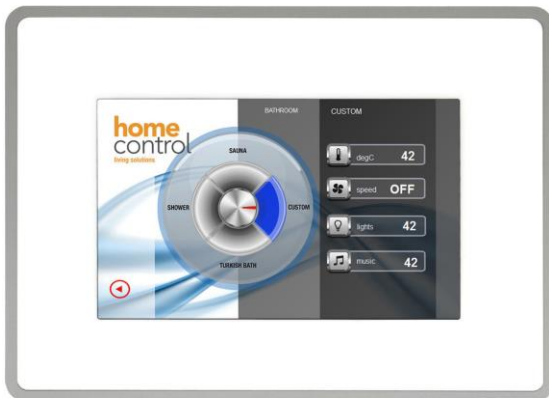 home
control
living solutions
BATHROOM
CUSTOM
SAUNA
SHOWER
CUSTOM
TURKISH BATH
degC 42
speed OFF
lights 42
music 42